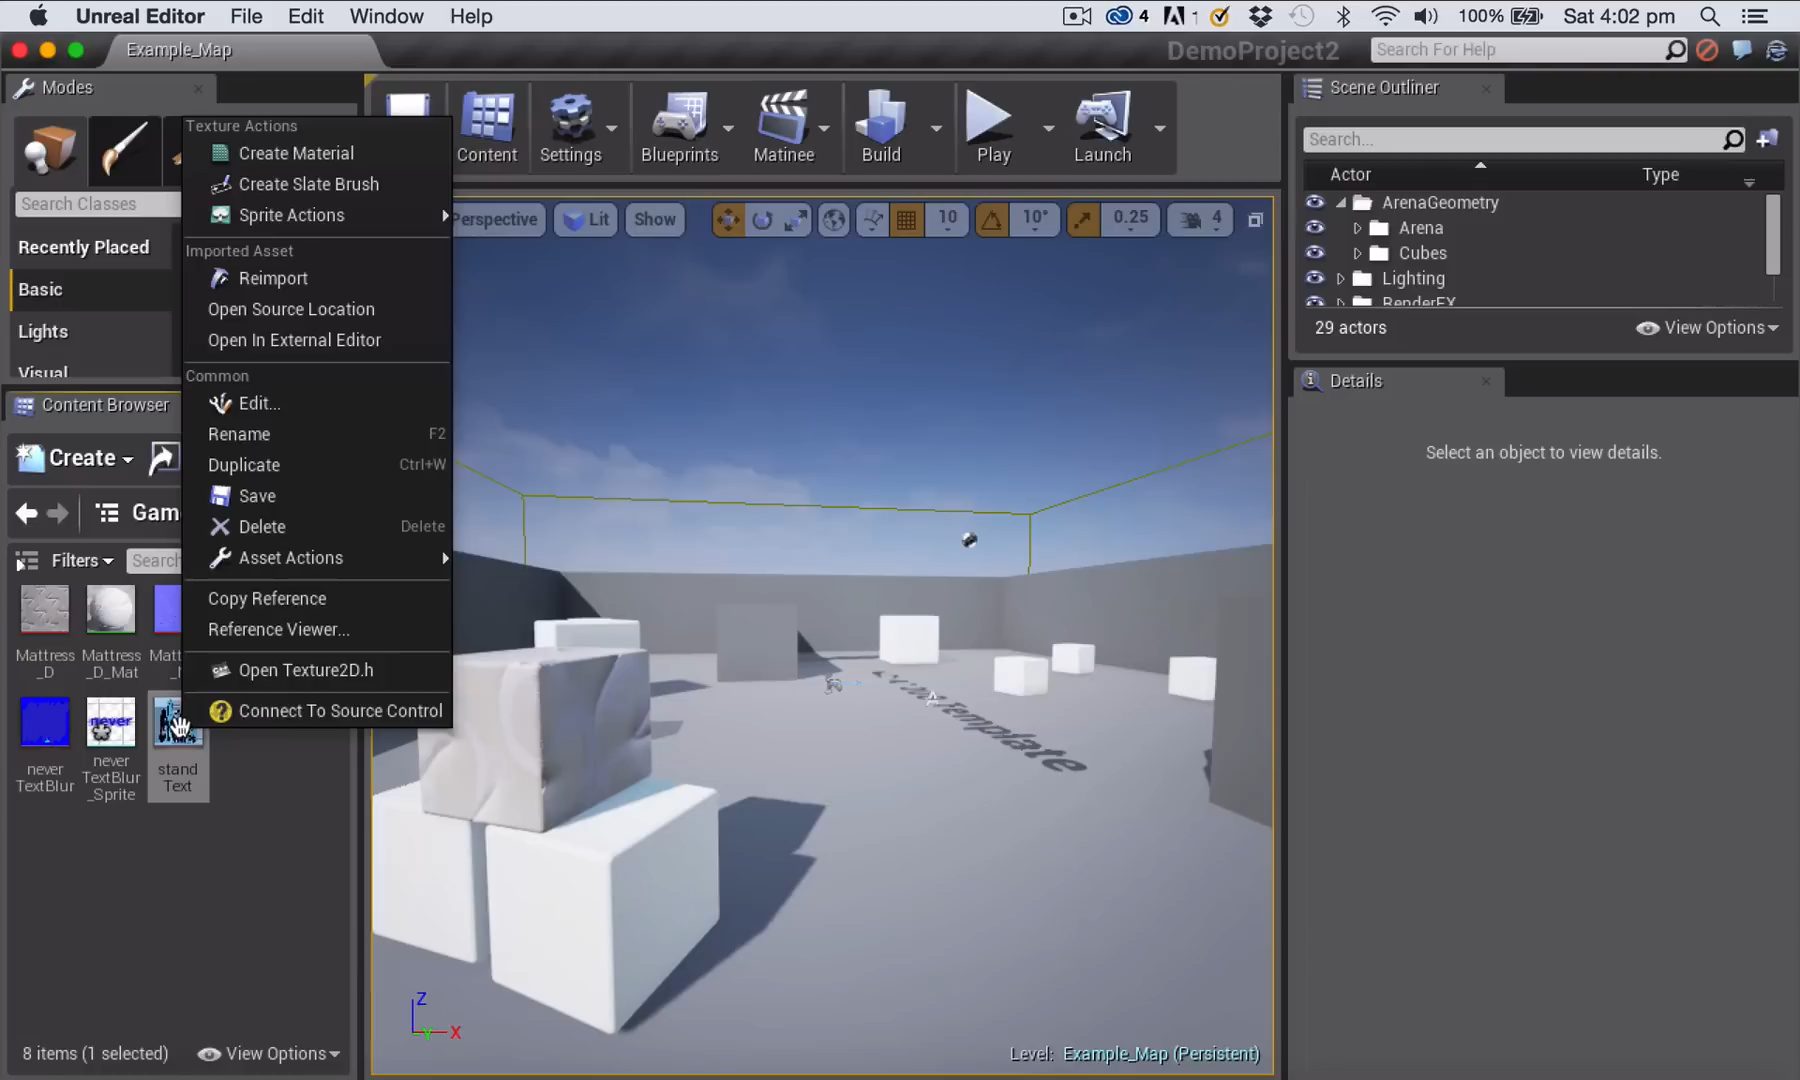 Unreal Editor File Edit Window Help
4 1 100% Sat 4:02 pm
Example_Map
DemoProject2
Search For Help
Modes
Search Classes
Recently Placed
Basic
Lights
Visual
Content Browser
Create
Filters
Search
Mattress
_D
Mattress
_D_Mat
never
TextBlur
never
TextBlur
_Sprite
stand
Text
8 items (1 selected)
View Options
Texture Actions
Create Material
Create Slate Brush
Sprite Actions
Imported Asset
Reimport
Open Source Location
Open In External Editor
Common
Edit...
Rename F2
Duplicate Ctrl+W
Save
Delete Delete
Asset Actions
Copy Reference
Reference Viewer...
Open Texture2D.h
Connect To Source Control
Content
Settings
Blueprints
Matinee
Build
Play
Launch
Perspective
Lit
Show
10
10°
0.25
4
never
Template
Z
Y
X
Level: Example_Map (Persistent)
Scene Outliner
Search...
Actor Type
ArenaGeometry
Arena
Cubes
Lighting
RenderFX
29 actors
View Options
Details
Select an object to view details.